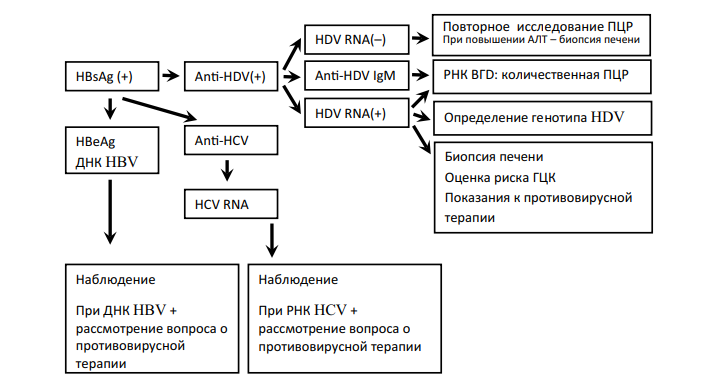 HDV RNA(–)
Повторное исследование ПЦР
При повышении АЛТ – биопсия печени
HBsAg (+)
Anti-HDV(+)
Anti-HDV IgM
РНК ВГD: количественная ПЦР
HDV RNA(+)
Определение генотипа HDV
HBeAg
ДНК HBV
Anti-HCV
Биопсия печени
Оценка риска ГЦК
Показания к противовирусной
терапии
HCV RNA
Наблюдение
При ДНК HBV +
рассмотрение вопроса о
противовирусной
терапии
Наблюдение
При РНК HCV +
рассмотрение вопроса о
противовирусной терапии